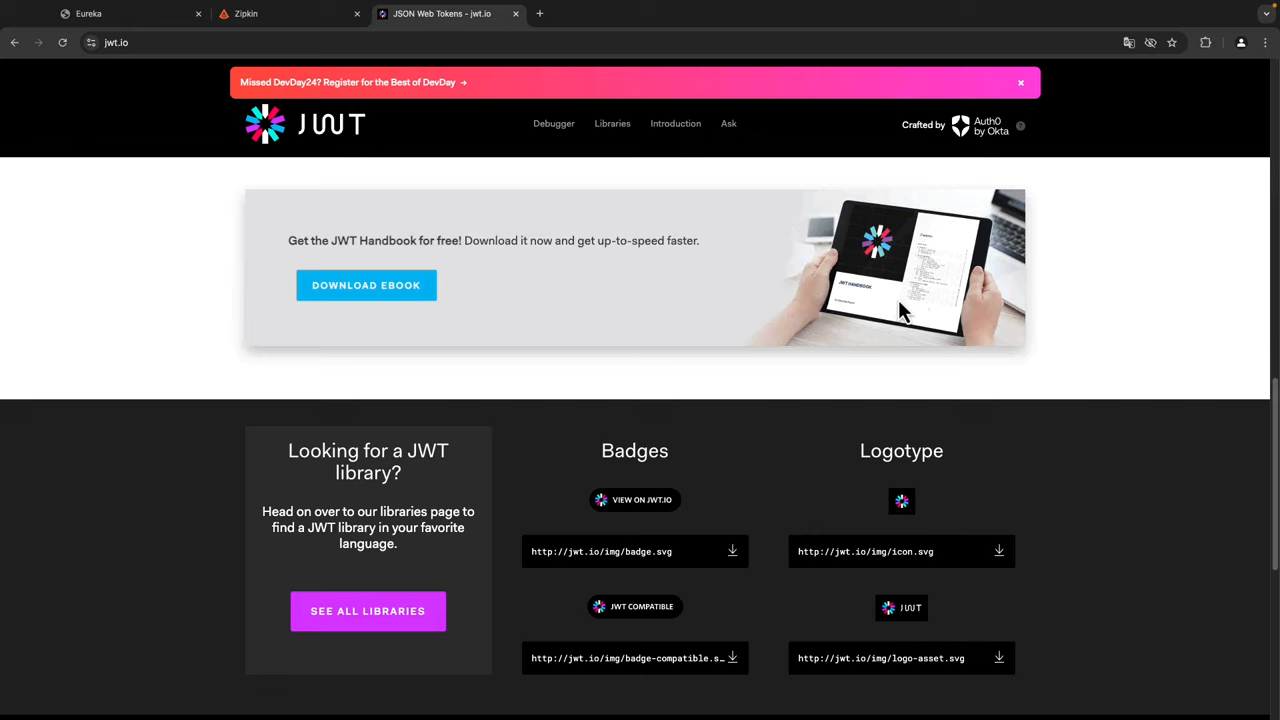 Eureka
Zipkin
JSON Web Tokens - jwt.io
jwt.io
Missed DevDay24? Register for the Best of DevDay →
JWT
Debugger
Libraries
Introduction
Ask
Crafted by
Auth0
by Okta
Get the JWT Handbook for free! Download it now and get up-to-speed faster.
DOWNLOAD EBOOK
JWT HANDBOOK
Looking for a JWT
library?
Head on over to our libraries page to
find a JWT library in your favorite
language.
SEE ALL LIBRARIES
Badges
VIEW ON JWT.IO
http://jwt.io/img/badge.svg
JWT COMPATIBLE
http://jwt.io/img/badge-compatible.s…
Logotype
http://jwt.io/img/icon.svg
JWT
http://jwt.io/img/logo-asset.svg